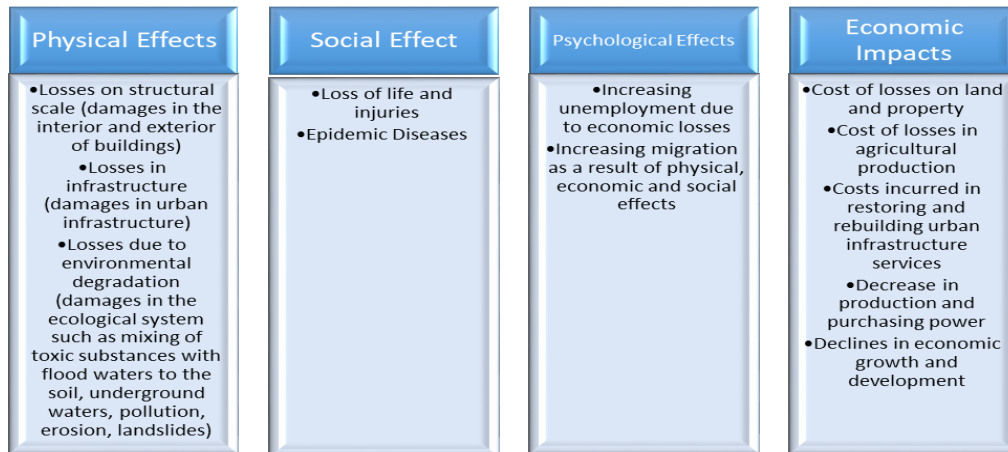 Physical Effects
•Losses on structural
scale (damages in the
interior and exterior
of buildings)
•Losses in
infrastructure
(damages in urban
infrastructure)
•Losses due to
environmental
degradation
(damages in the
ecological system
such as mixing of
toxic substances with
flood waters to the
soil, underground
waters, pollution,
erosion, landslides)
Social Effect
•Loss of life and
injuries
•Epidemic Diseases
Psychological Effects
•Increasing
unemployment due
to economic losses
•Increasing migration
as a result of physical,
economic and social
effects
Economic
Impacts
•Cost of losses on land
and property
•Cost of losses in
agricultural
production
•Costs incurred in
restoring and
rebuilding urban
infrastructure
services
•Decrease in
production and
purchasing power
•Declines in economic
growth and
development